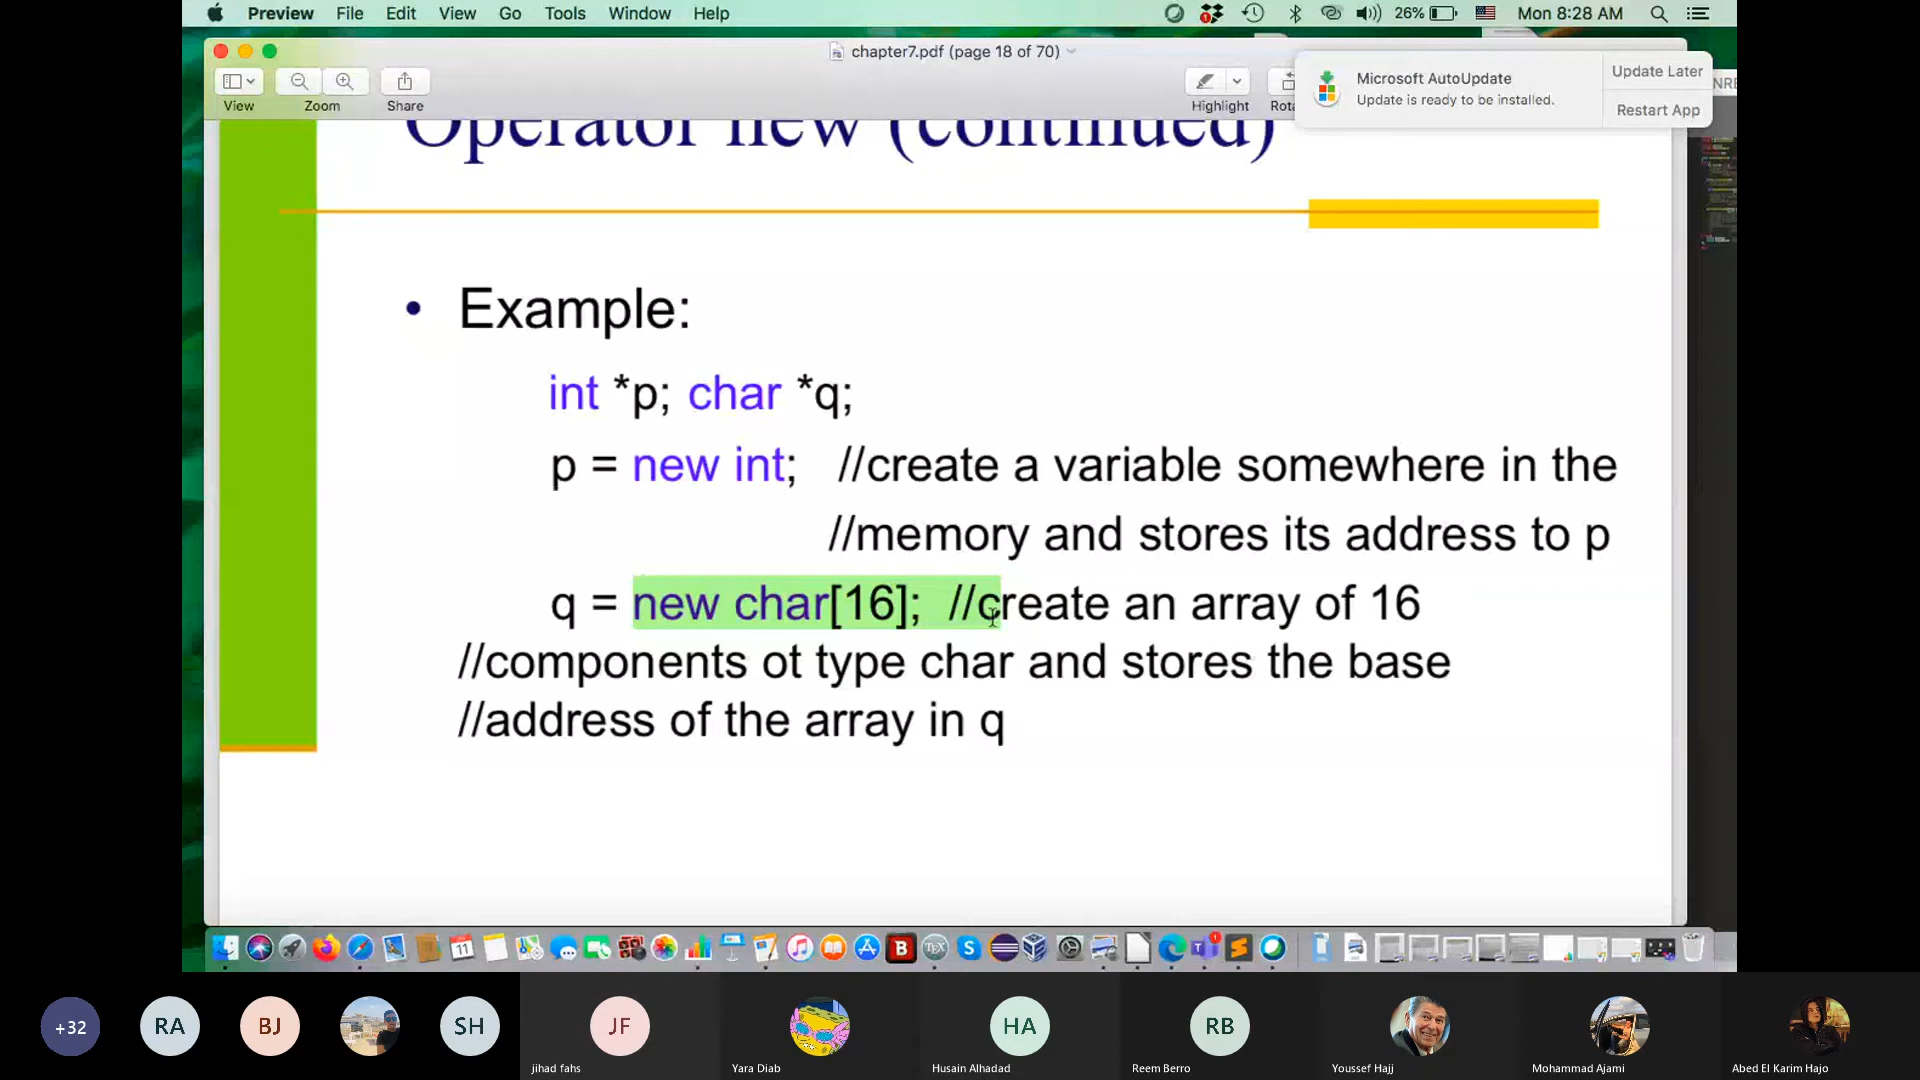 Preview File Edit View Go Tools Window Help 26% Mon 8:28 AM
chapter7.pdf (page 18 of 70)
View Zoom Share Highlight
Microsoft AutoUpdate
Update is ready to be installed.
Update Later
Restart App
Operator new (continued)
• Example:
int *p; char *q;
p = new int; //create a variable somewhere in the
//memory and stores its address to p
q = new char[16]; //create an array of 16
//components ot type char and stores the base
//address of the array in q
+32 RA BJ SH JF HA RB
jihad fahs Yara Diab Husain Alhadad Reem Berro Youssef Hajj Mohammad Ajami Abed El Karim Hajo